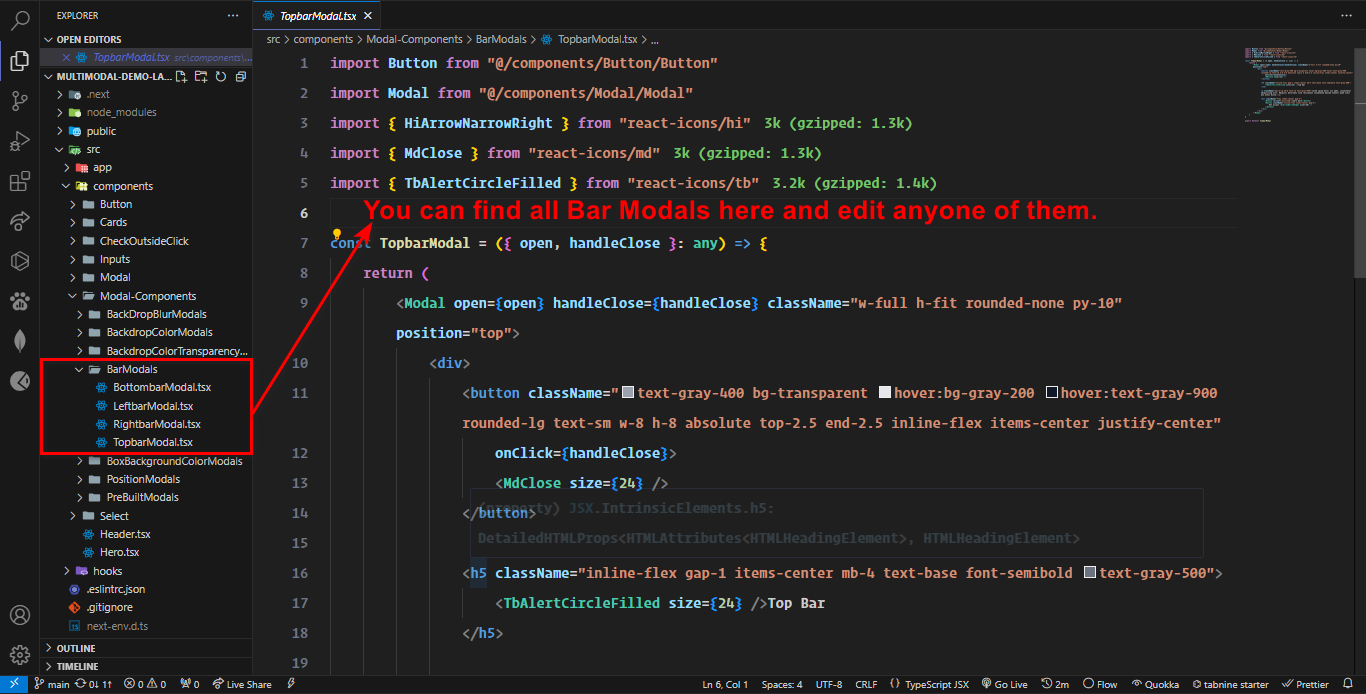 EXPLORER
OPEN EDITORS
TopbarModal.tsx src\components\...
MULTIMODAL-DEMO-LA...
.next
node_modules
public
src
app
components
Button
Cards
CheckOutsideClick
Inputs
Modal
Modal-Components
BackDropBlurModals
BackdropColorModals
BackdropColorTransparency...
BarModals
BottombarModal.tsx
LeftbarModal.tsx
RightbarModal.tsx
TopbarModal.tsx
BoxBackgroundColorModals
PositionModals
PreBuiltModals
Select
Header.tsx
Hero.tsx
hooks
.eslintrc.json
.gitignore
next-env.d.ts
OUTLINE
TIMELINE
TopbarModal.tsx
src > components > Modal-Components > BarModals > TopbarModal.tsx > ...
1 import Button from "@/components/Button/Button"
2 import Modal from "@/components/Modal/Modal"
3 import { HiArrowNarrowRight } from "react-icons/hi" 3k (gzipped: 1.3k)
4 import { MdClose } from "react-icons/md" 3k (gzipped: 1.3k)
5 import { TbAlertCircleFilled } from "react-icons/tb" 3.2k (gzipped: 1.4k)
6 You can find all Bar Modals here and edit anyone of them.
7 const TopbarModal = ({ open, handleClose }: any) => {
8 return (
9 <Modal open={open} handleClose={handleClose} className="w-full h-fit rounded-none py-10"
position="top">
10 <div>
11 <button className="text-gray-400 bg-transparent hover:bg-gray-200 hover:text-gray-900
rounded-lg text-sm w-8 h-8 absolute top-2.5 end-2.5 inline-flex items-center justify-center"
12 onClick={handleClose}>
13 <MdClose size={24} />
(property) JSX.IntrinsicElements.h5:
14 </button>
DetailedHTMLProps<HTMLAttributes<HTMLHeadingElement>, HTMLHeadingElement>
15
16 <h5 className="inline-flex gap-1 items-center mb-4 text-base font-semibold text-gray-500">
17 <TbAlertCircleFilled size={24} />Top Bar
18 </h5>
19
main 0↓ 1↑ 0 0 0 Live Share Ln 6, Col 1 Spaces: 4 UTF-8 CRLF {} TypeScript JSX Go Live 2m Flow Quokka tabnine starter Prettier